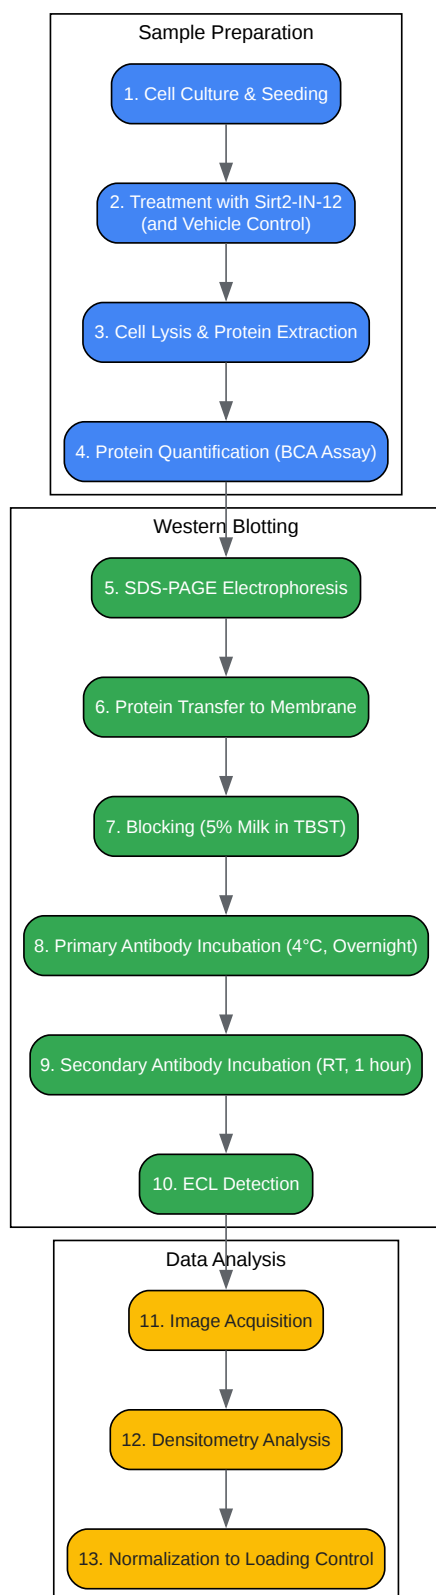 Sample Preparation
1. Cell Culture & Seeding
2. Treatment with Sirt2-IN-12
(and Vehicle Control)
3. Cell Lysis & Protein Extraction
4. Protein Quantification (BCA Assay)
Western Blotting
5. SDS-PAGE Electrophoresis
6. Protein Transfer to Membrane
7. Blocking (5% Milk in TBST)
8. Primary Antibody Incubation (4°C, Overnight)
9. Secondary Antibody Incubation (RT, 1 hour)
10. ECL Detection
Data Analysis
11. Image Acquisition
12. Densitometry Analysis
13. Normalization to Loading Control